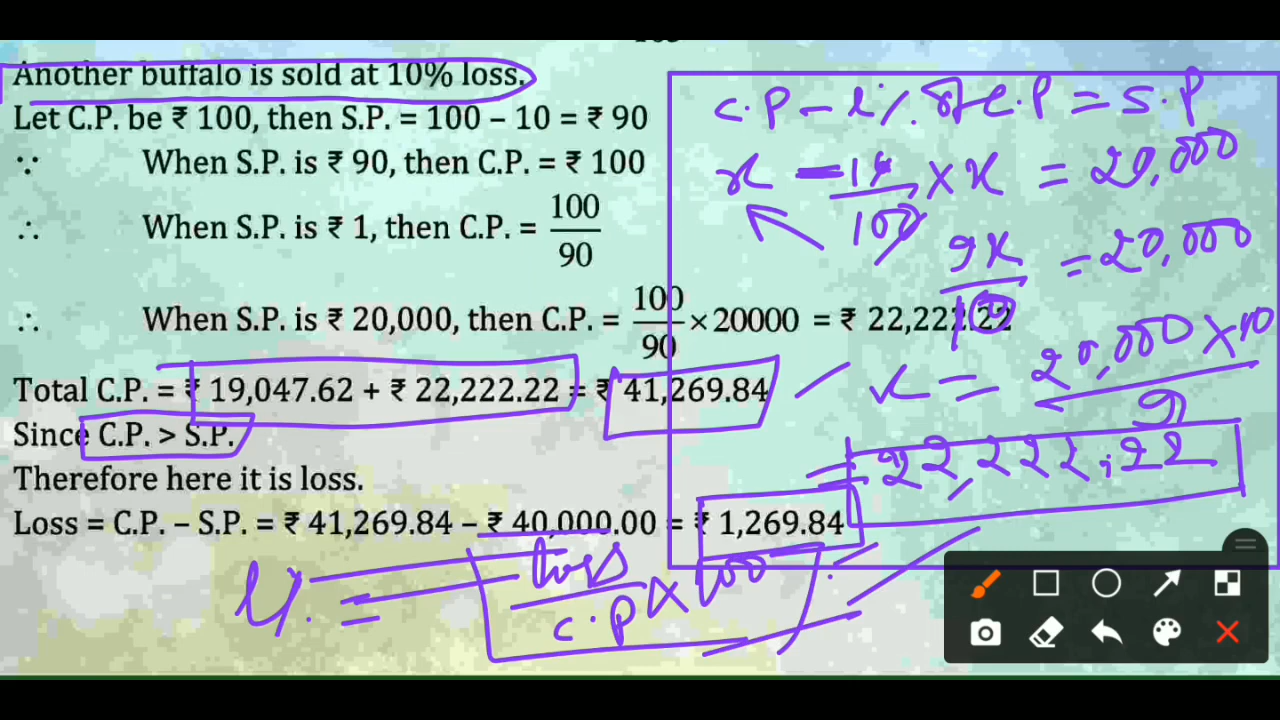 Another buffalo is sold at 10% loss.
Let C.P. be ₹ 100, then S.P. = 100 – 10 = ₹ 90
∵ When S.P. is ₹ 90, then C.P. = ₹ 100
∴ When S.P. is ₹ 1, then C.P. = 100/90
∴ When S.P. is ₹ 20,000, then C.P. = 100/90 × 20000 = ₹ 22,222.22
Total C.P. = ₹ 19,047.62 + ₹ 22,222.22 = ₹ 41,269.84
Since C.P. > S.P.
Therefore here it is loss.
Loss = C.P. – S.P. = ₹ 41,269.84 – ₹ 40,000.00 = ₹ 1,269.84
l%. = loss/c.p × 100
c.p – l%. of c.p = s.p
x – 10/100 × x = 20,000
9x/10 = 20,000
x = 20,000 × 10/9
= 22,222.22